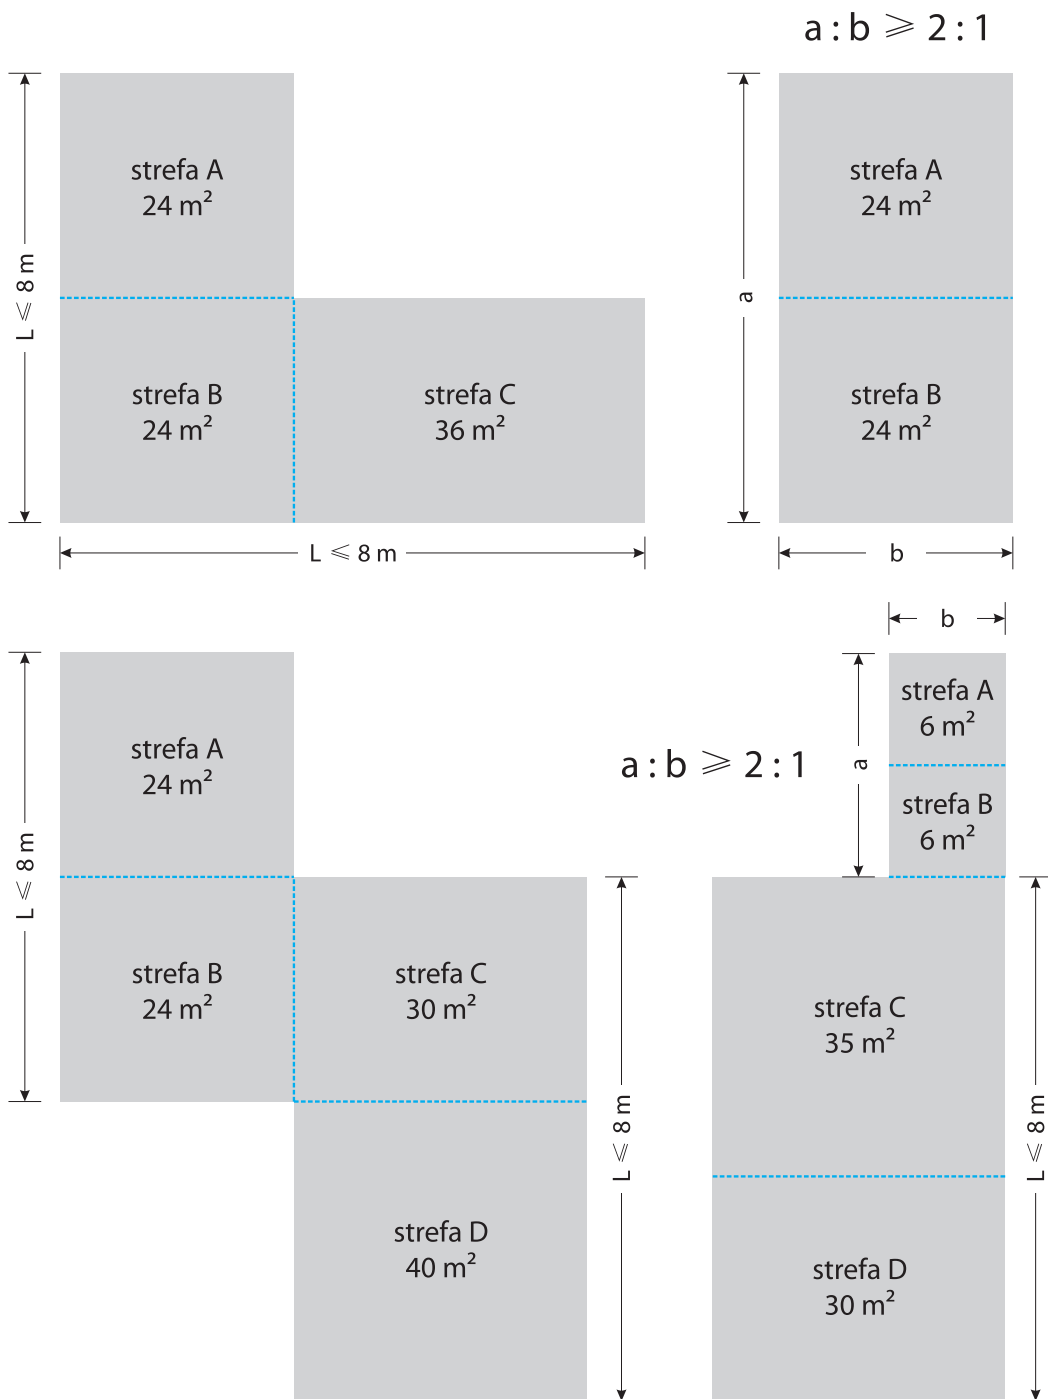 a : b ⩾ 2 : 1
strefa A
24 m²
strefa A
24 m²
L ⩽ 8 m
a
strefa B
24 m²
strefa C
36 m²
strefa B
24 m²
L ⩽ 8 m
b
b
strefa A
24 m²
a : b ⩾ 2 : 1
a
strefa A
6 m²
strefa B
6 m²
L ⩽ 8 m
strefa B
24 m²
strefa C
30 m²
strefa C
35 m²
L ⩽ 8 m
L ⩽ 8 m
strefa D
40 m²
strefa D
30 m²